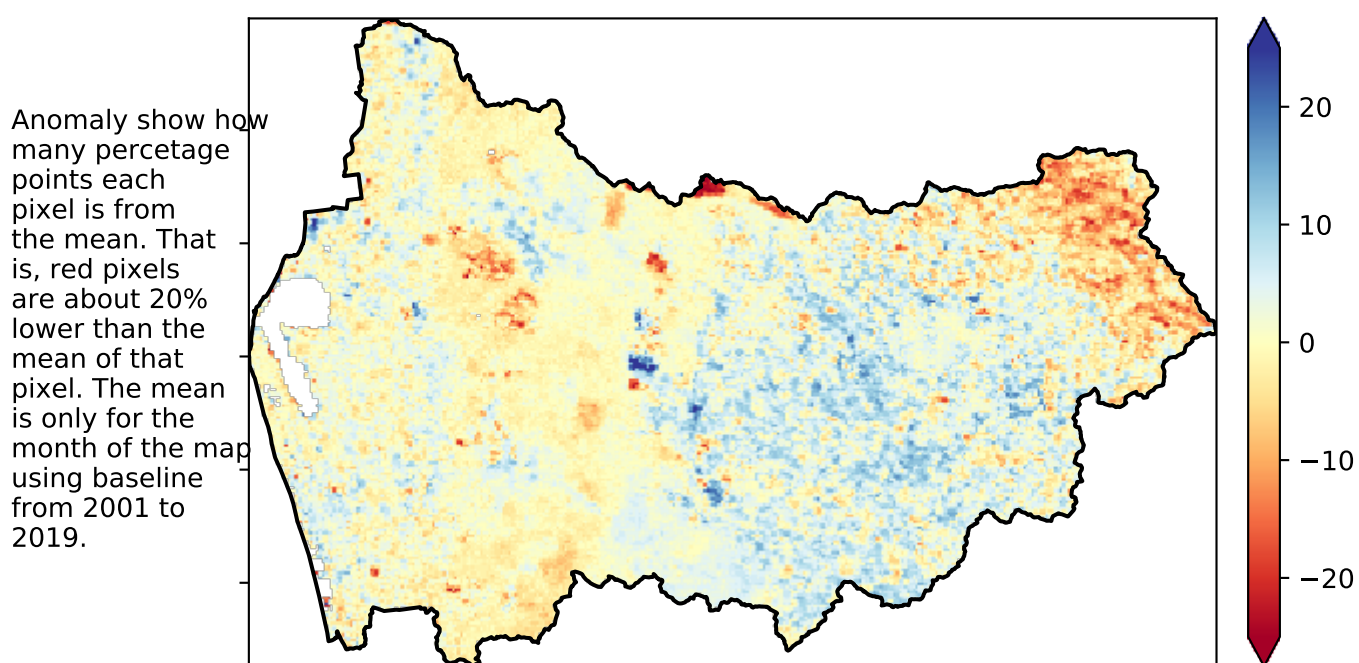 Anomaly show how
many percetage
points each
pixel is from
the mean. That
is, red pixels
are about 20%
lower than the
mean of that
pixel. The mean
is only for the
month of the map
using baseline
from 2001 to
2019.
20
10
0
−10
−20